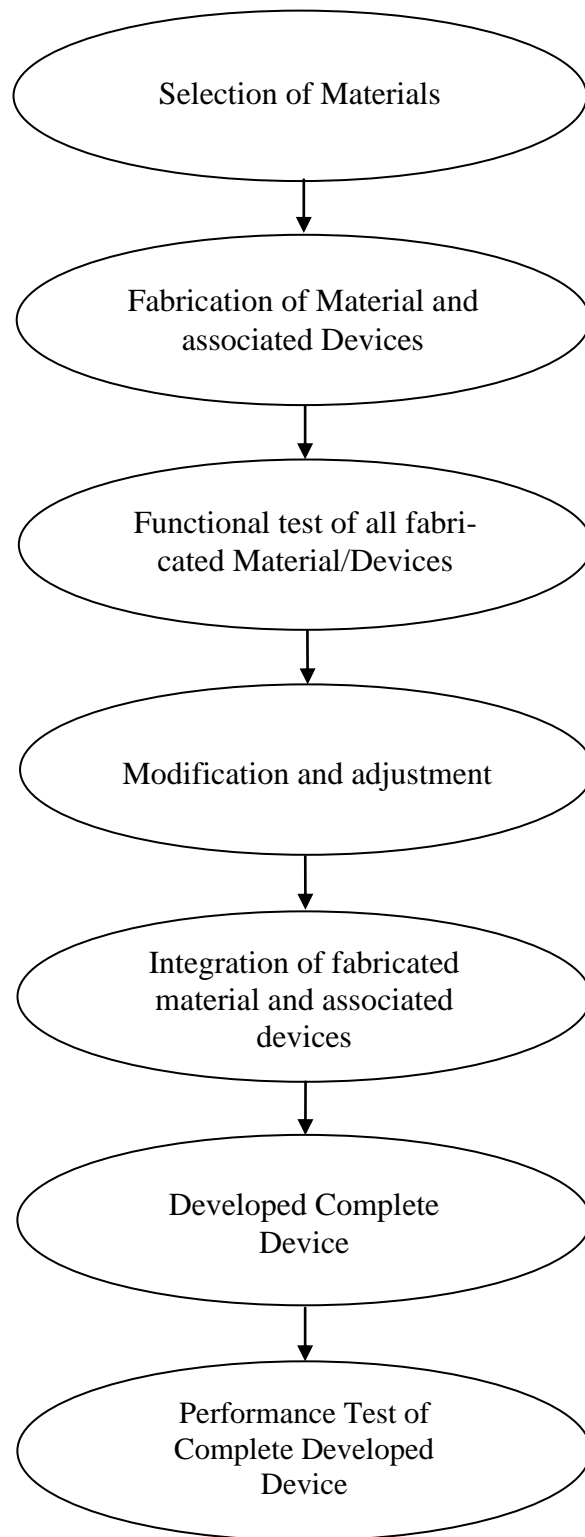 Selection of Materials
Fabrication of Material and
associated Devices
Functional test of all fabri-
cated Material/Devices
Modification and adjustment
Integration of fabricated
material and associated
devices
Developed Complete
Device
Performance Test of
Complete Developed
Device